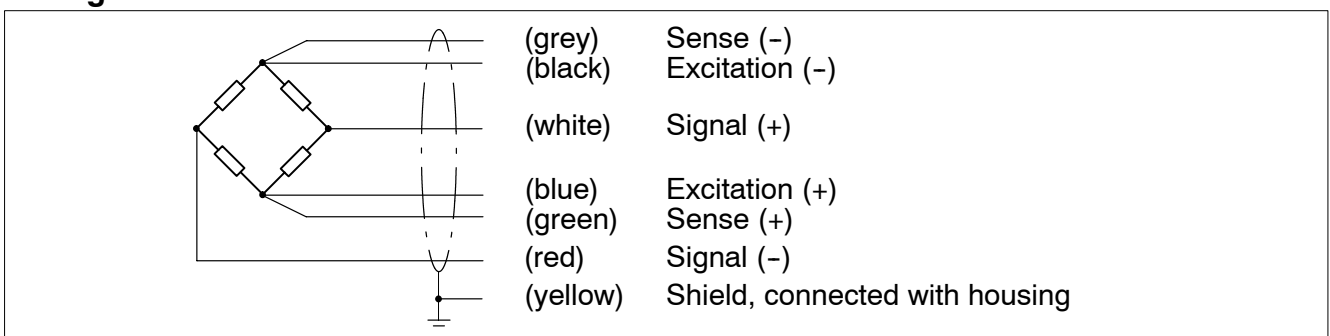 (grey) Sense (-)
(black) Excitation (-)
(white) Signal (+)
(blue) Excitation (+)
(green) Sense (+)
(red) Signal (-)
(yellow) Shield, connected with housing